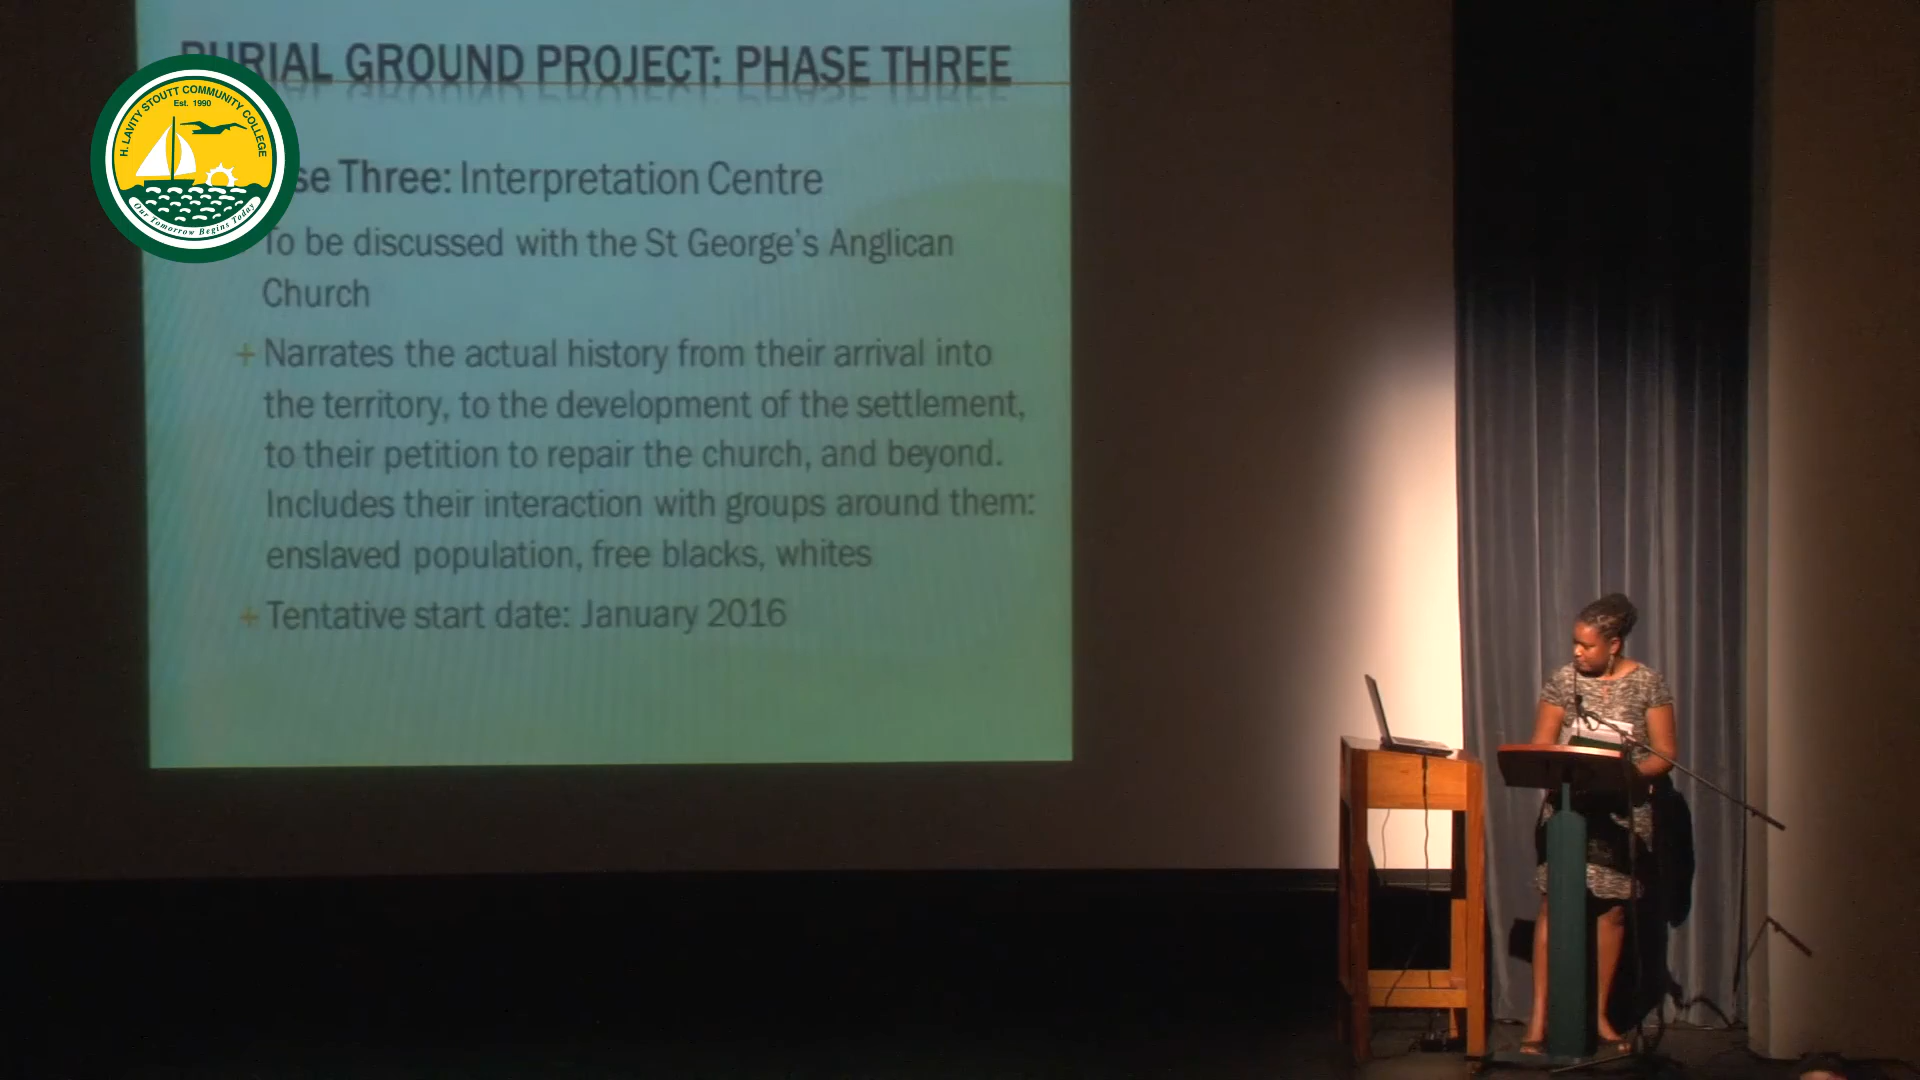 BURIAL GROUND PROJECT: PHASE THREE
H. LAVITY STOUTT COMMUNITY COLLEGE
Est. 1990
Our Tomorrow Begins Today
se Three: Interpretation Centre
To be discussed with the St George's Anglican
Church
+ Narrates the actual history from their arrival into
the territory, to the development of the settlement,
to their petition to repair the church, and beyond.
Includes their interaction with groups around them:
enslaved population, free blacks, whites
+ Tentative start date: January 2016